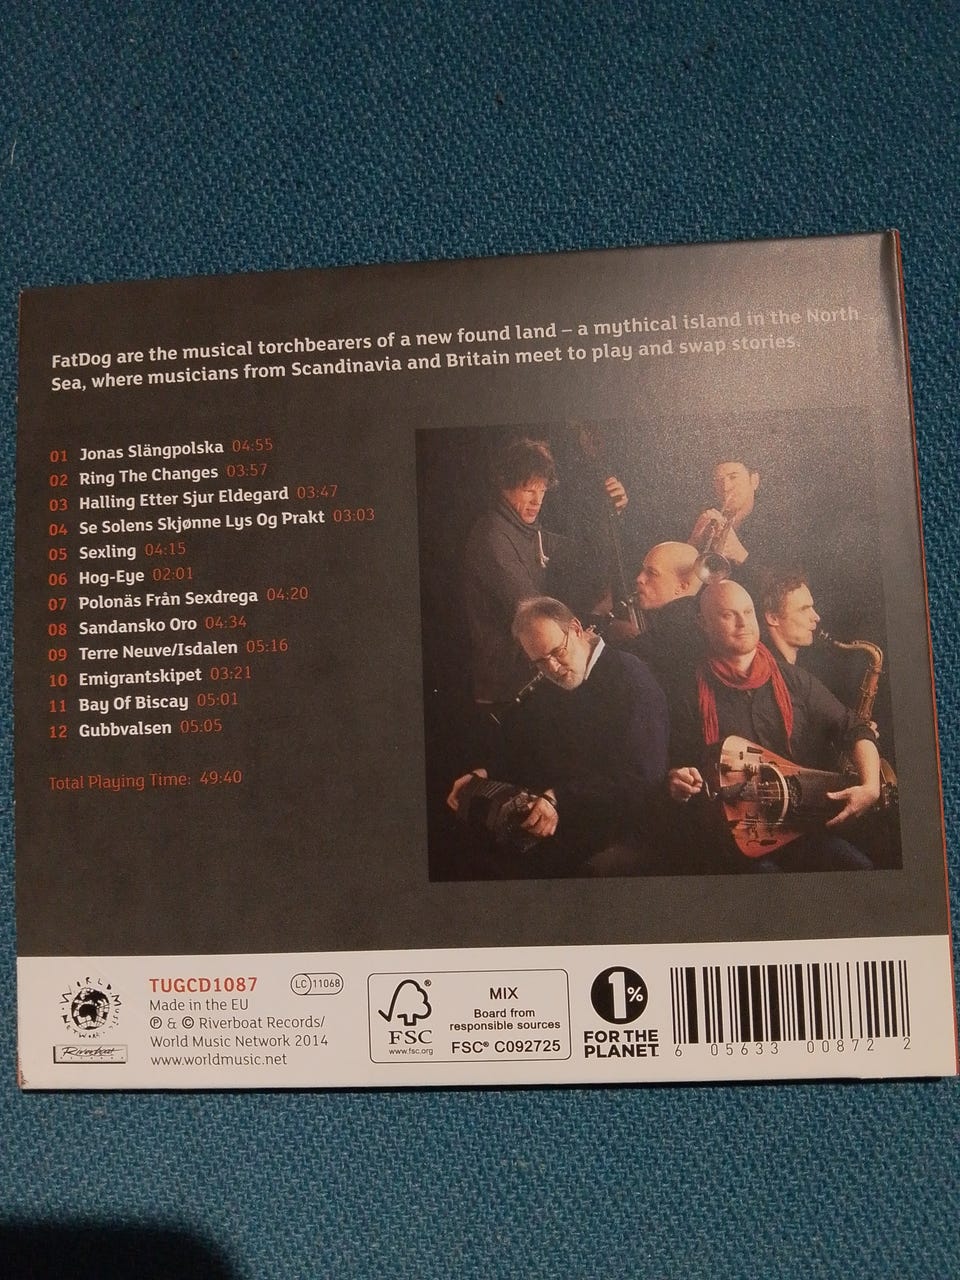 FatDog are the musical torchbearers of a new found land – a mythical island in the North
Sea, where musicians from Scandinavia and Britain meet to play and swap stories.
01 Jonas Slängpolska 04:55
02 Ring The Changes 03:57
03 Halling Etter Sjur Eldegard 03:47
04 Se Solens Skjønne Lys Og Prakt 03:03
05 Sexling 04:15
06 Hog-Eye 02:01
07 Polonäs Från Sexdrega 04:20
08 Sandansko Oro 04:34
09 Terre Neuve/Isdalen 05:16
10 Emigrantskipet 03:21
11 Bay Of Biscay 05:01
12 Gubbvalsen 05:05
Total Playing Time: 49:40
WORLD MUSIC NETWORK
Riverboat
TUGCD1087
Made in the EU
℗ & © Riverboat Records/
World Music Network 2014
www.worldmusic.net
LC 11068
FSC
www.fsc.org
®
MIX
Board from
responsible sources
FSC® C092725
1%
FOR THE
PLANET
6 05633 00872 2